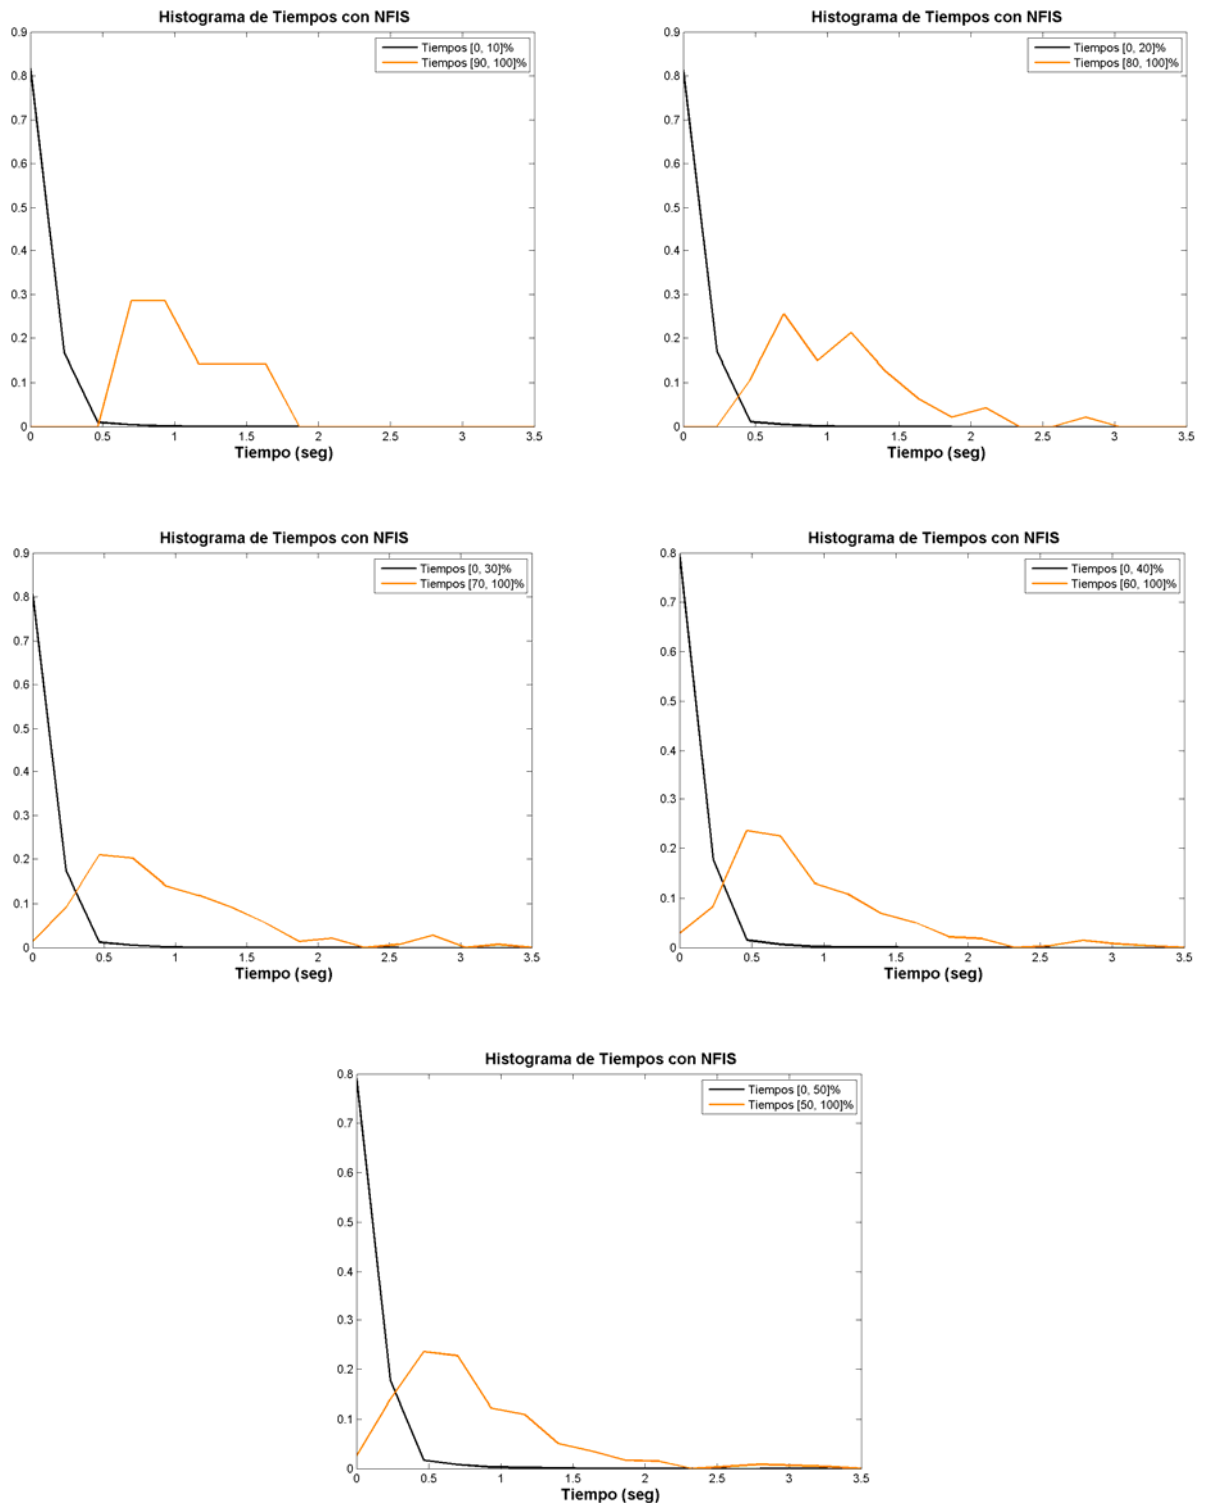 Histograma de Tiempos con NFIS
Tiempos [0, 10]%
Tiempos [90, 100]%
0.9
0.8
0.7
0.6
0.5
0.4
0.3
0.2
0.1
0
0 0.5 1 1.5 2 2.5 3 3.5
Tiempo (seg)
Histograma de Tiempos con NFIS
Tiempos [0, 20]%
Tiempos [80, 100]%
0.9
0.8
0.7
0.6
0.5
0.4
0.3
0.2
0.1
0
0 0.5 1 1.5 2 2.5 3 3.5
Tiempo (seg)
Histograma de Tiempos con NFIS
Tiempos [0, 30]%
Tiempos [70, 100]%
0.9
0.8
0.7
0.6
0.5
0.4
0.3
0.2
0.1
0
0 0.5 1 1.5 2 2.5 3 3.5
Tiempo (seg)
Histograma de Tiempos con NFIS
Tiempos [0, 40]%
Tiempos [60, 100]%
0.8
0.7
0.6
0.5
0.4
0.3
0.2
0.1
0
0 0.5 1 1.5 2 2.5 3 3.5
Tiempo (seg)
Histograma de Tiempos con NFIS
Tiempos [0, 50]%
Tiempos [50, 100]%
0.8
0.7
0.6
0.5
0.4
0.3
0.2
0.1
0
0 0.5 1 1.5 2 2.5 3 3.5
Tiempo (seg)